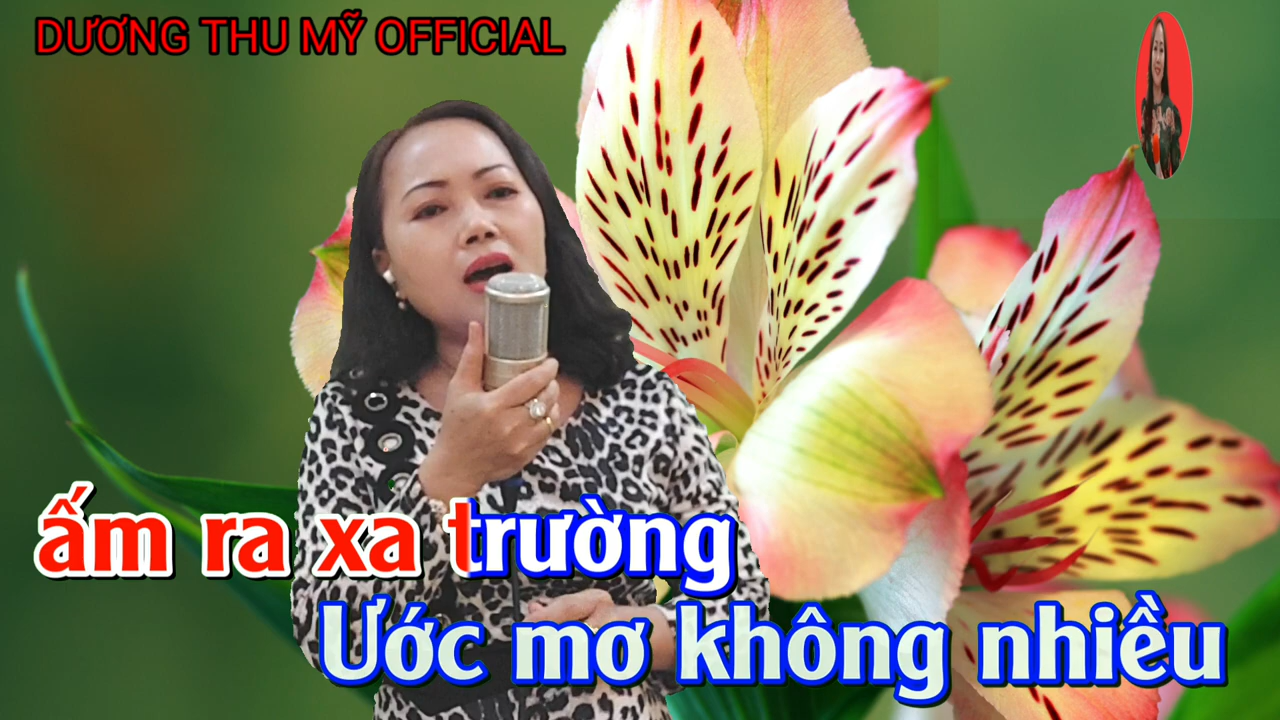 DƯƠNG THU MỸ OFFICIAL
ấm ra xa trường
Ước mơ không nhiều